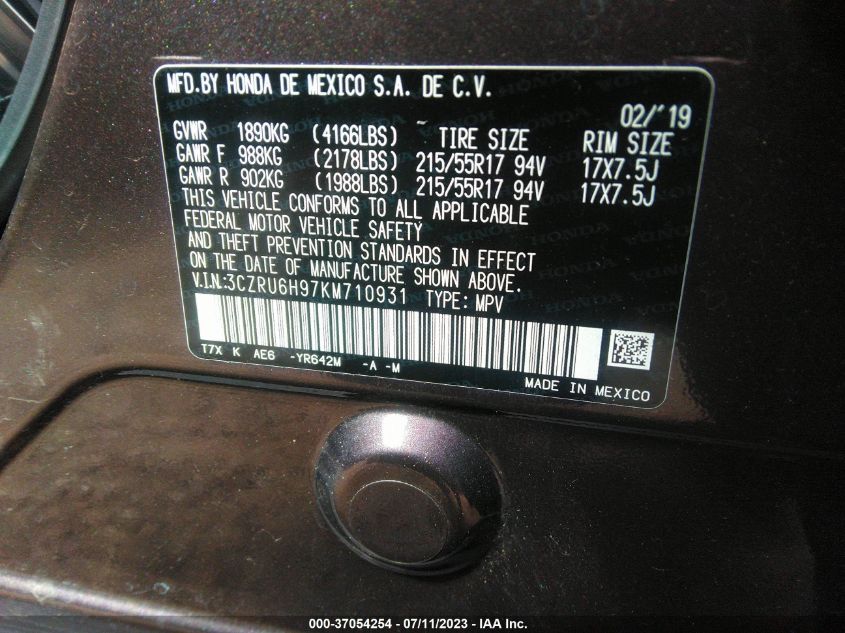 MFD.BY HONDA DE MEXICO S.A. DE C.V.
02/'19
GVWR 1890KG (4166LBS) TIRE SIZE RIM SIZE
GAWR F 988KG (2178LBS) 215/55R17 94V 17X7.5J
GAWR R 902KG (1988LBS) 215/55R17 94V 17X7.5J
THIS VEHICLE CONFORMS TO ALL APPLICABLE
FEDERAL MOTOR VEHICLE SAFETY
AND THEFT PREVENTION STANDARDS IN EFFECT
ON THE DATE OF MANUFACTURE SHOWN ABOVE.
V.I.N.:3CZRU6H97KM710931 TYPE: MPV
T7X K AE6 -YR642M -A -M
MADE IN MEXICO
000-37054254 - 07/11/2023 - IAA Inc.